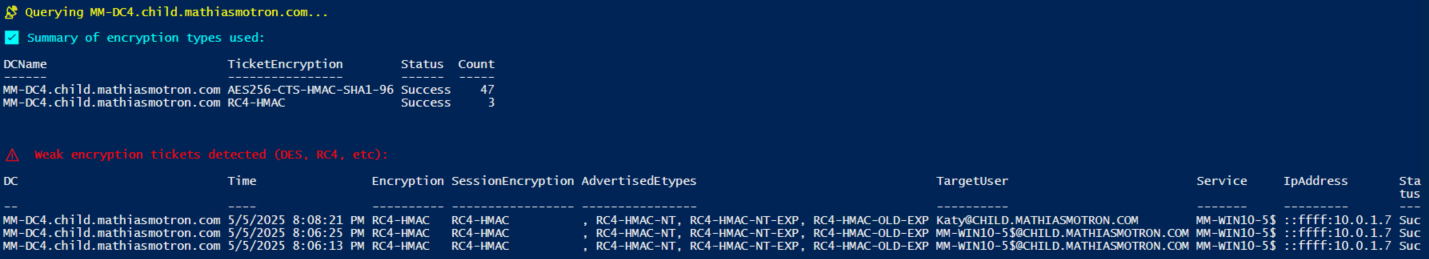 Querying MM-DC4.child.mathiasmotron.com...
Summary of encryption types used:
DCName TicketEncryption Status Count
------ ---------------- ------ -----
MM-DC4.child.mathiasmotron.com AES256-CTS-HMAC-SHA1-96 Success 47
MM-DC4.child.mathiasmotron.com RC4-HMAC Success 3
Weak encryption tickets detected (DES, RC4, etc):
DC Time Encryption SessionEncryption AdvertisedEtypes TargetUser Service IpAddress Sta
tus
-- ---- ---------- ----------------- ---------------- ---------- ------- --------- ---
MM-DC4.child.mathiasmotron.com 5/5/2025 8:08:21 PM RC4-HMAC RC4-HMAC , RC4-HMAC-NT, RC4-HMAC-NT-EXP, RC4-HMAC-OLD-EXP Katy@CHILD.MATHIASMOTRON.COM MM-WIN10-5$ ::ffff:10.0.1.7 Suc
MM-DC4.child.mathiasmotron.com 5/5/2025 8:06:25 PM RC4-HMAC RC4-HMAC , RC4-HMAC-NT, RC4-HMAC-NT-EXP, RC4-HMAC-OLD-EXP MM-WIN10-5$@CHILD.MATHIASMOTRON.COM MM-WIN10-5$ ::ffff:10.0.1.7 Suc
MM-DC4.child.mathiasmotron.com 5/5/2025 8:06:13 PM RC4-HMAC RC4-HMAC , RC4-HMAC-NT, RC4-HMAC-NT-EXP, RC4-HMAC-OLD-EXP MM-WIN10-5$@CHILD.MATHIASMOTRON.COM MM-WIN10-5$ ::ffff:10.0.1.7 Suc